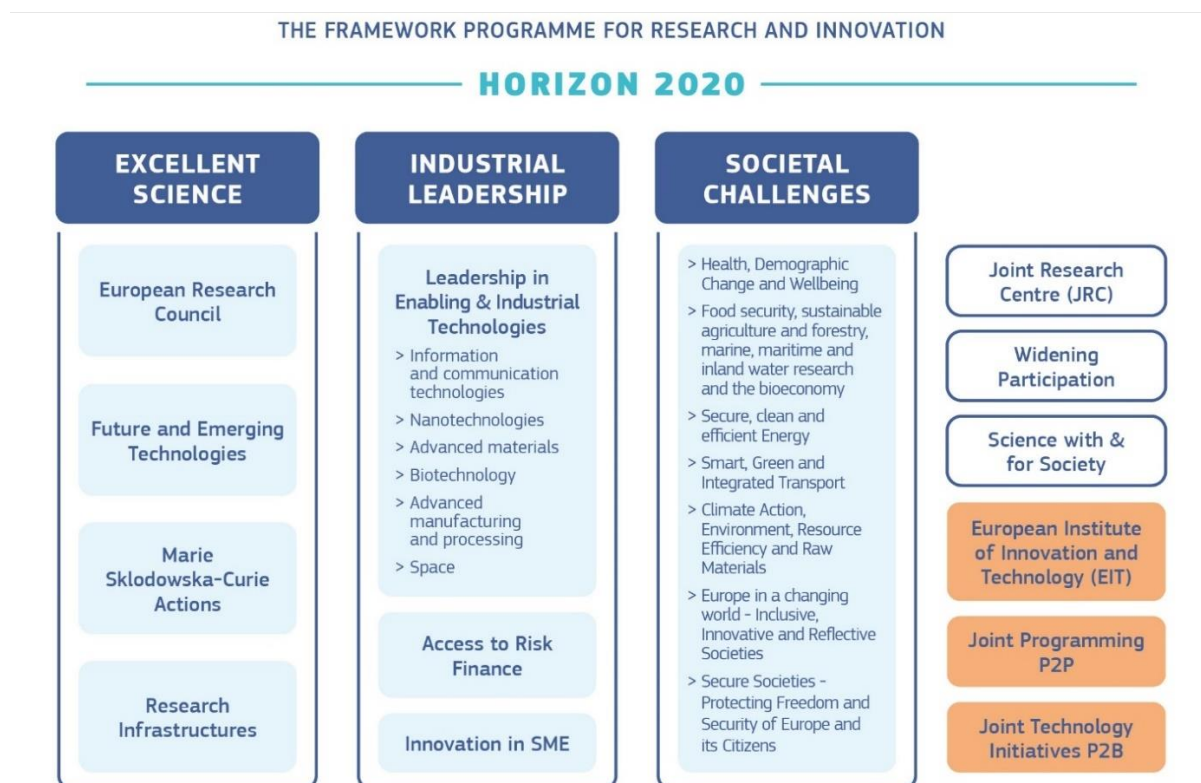 THE FRAMEWORK PROGRAMME FOR RESEARCH AND INNOVATION
HORIZON 2020
EXCELLENT
SCIENCE
European Research
Council
Future and Emerging
Technologies
Marie
Sklodowska-Curie
Actions
Research
Infrastructures
INDUSTRIAL
LEADERSHIP
Leadership in
Enabling & Industrial
Technologies
> Information
and communication
technologies
> Nanotechnologies
> Advanced materials
> Biotechnology
> Advanced
manufacturing
and processing
> Space
Access to Risk
Finance
Innovation in SME
SOCIETAL
CHALLENGES
> Health, Demographic
Change and Wellbeing
> Food security, sustainable
agriculture and forestry,
marine, maritime and
inland water research
and the bioeconomy
> Secure, clean and
efficient Energy
> Smart, Green and
Integrated Transport
> Climate Action,
Environment, Resource
Efficiency and Raw
Materials
> Europe in a changing
world - Inclusive,
Innovative and Reflective
Societies
> Secure Societies -
Protecting Freedom and
Security of Europe and
its Citizens
Joint Research
Centre (JRC)
Widening
Participation
Science with &
for Society
European Institute
of Innovation and
Technology (EIT)
Joint Programming
P2P
Joint Technology
Initiatives P2B